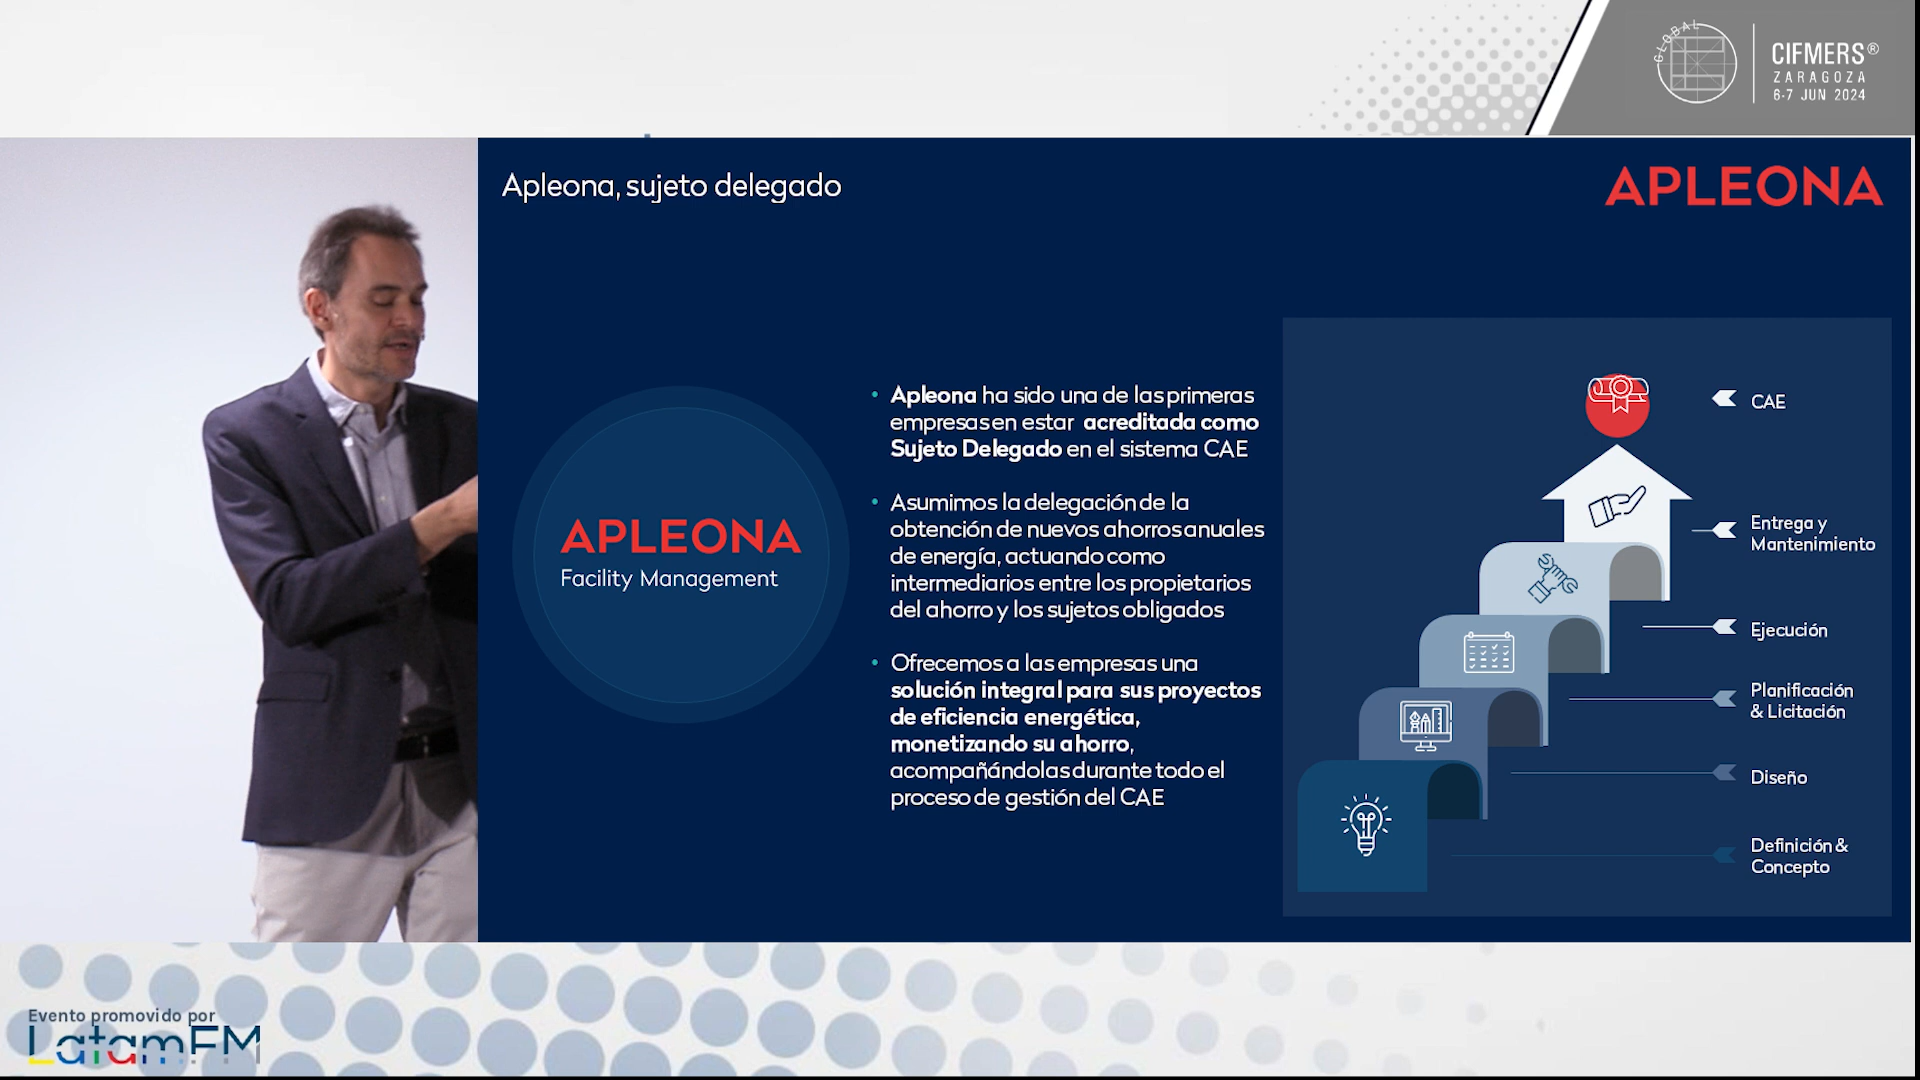 GLOBAL
CIFMERS®
ZARAGOZA
6-7 JUN 2024
Apleona, sujeto delegado
APLEONA
APLEONA
Facility Management
• Apleona ha sido una de las primeras
empresas en estar acreditada como
Sujeto Delegado en el sistema CAE
• Asumimos la delegación de la
obtención de nuevos ahorros anuales
de energía, actuando como
intermediarios entre los propietarios
del ahorro y los sujetos obligados
• Ofrecemos a las empresas una
solución integral para sus proyectos
de eficiencia energética,
monetizando su ahorro,
acompañándolas durante todo el
proceso de gestión del CAE
CAE
Entrega y
Mantenimiento
Ejecución
Planificación
& Licitación
Diseño
Definición &
Concepto
Evento promovido por
LatamFM